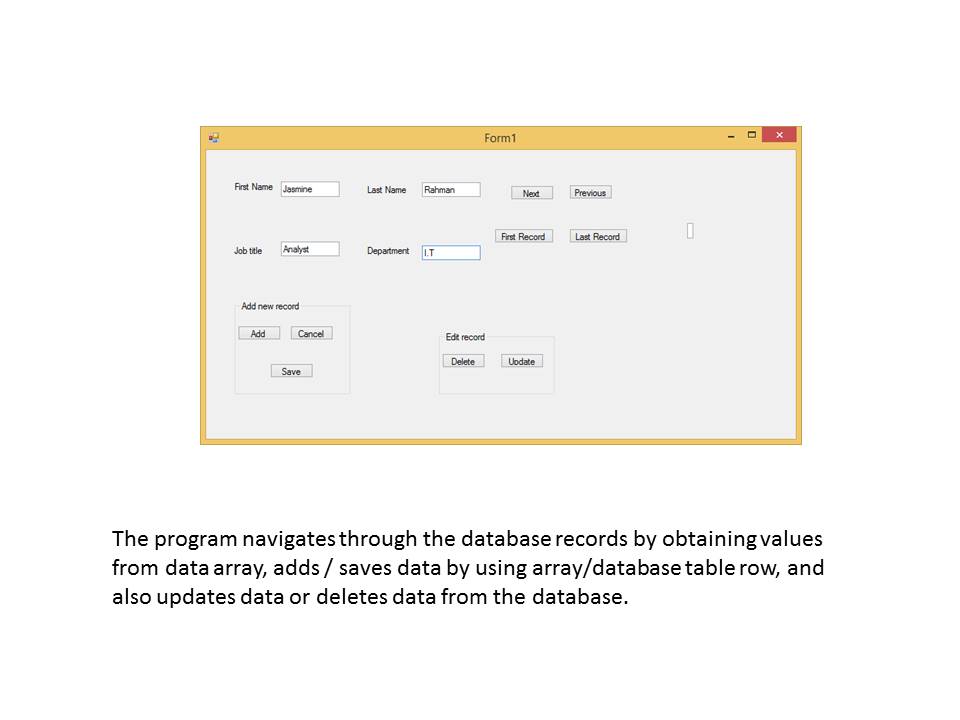 Form1
First Name Jasmine Last Name Rahman Next Previous
First Record Last Record
Job title Analyst Department I.T
Add new record
Add Cancel
Save
Edit record
Delete Update
The program navigates through the database records by obtaining values
from data array, adds / saves data by using array/database table row, and
also updates data or deletes data from the database.